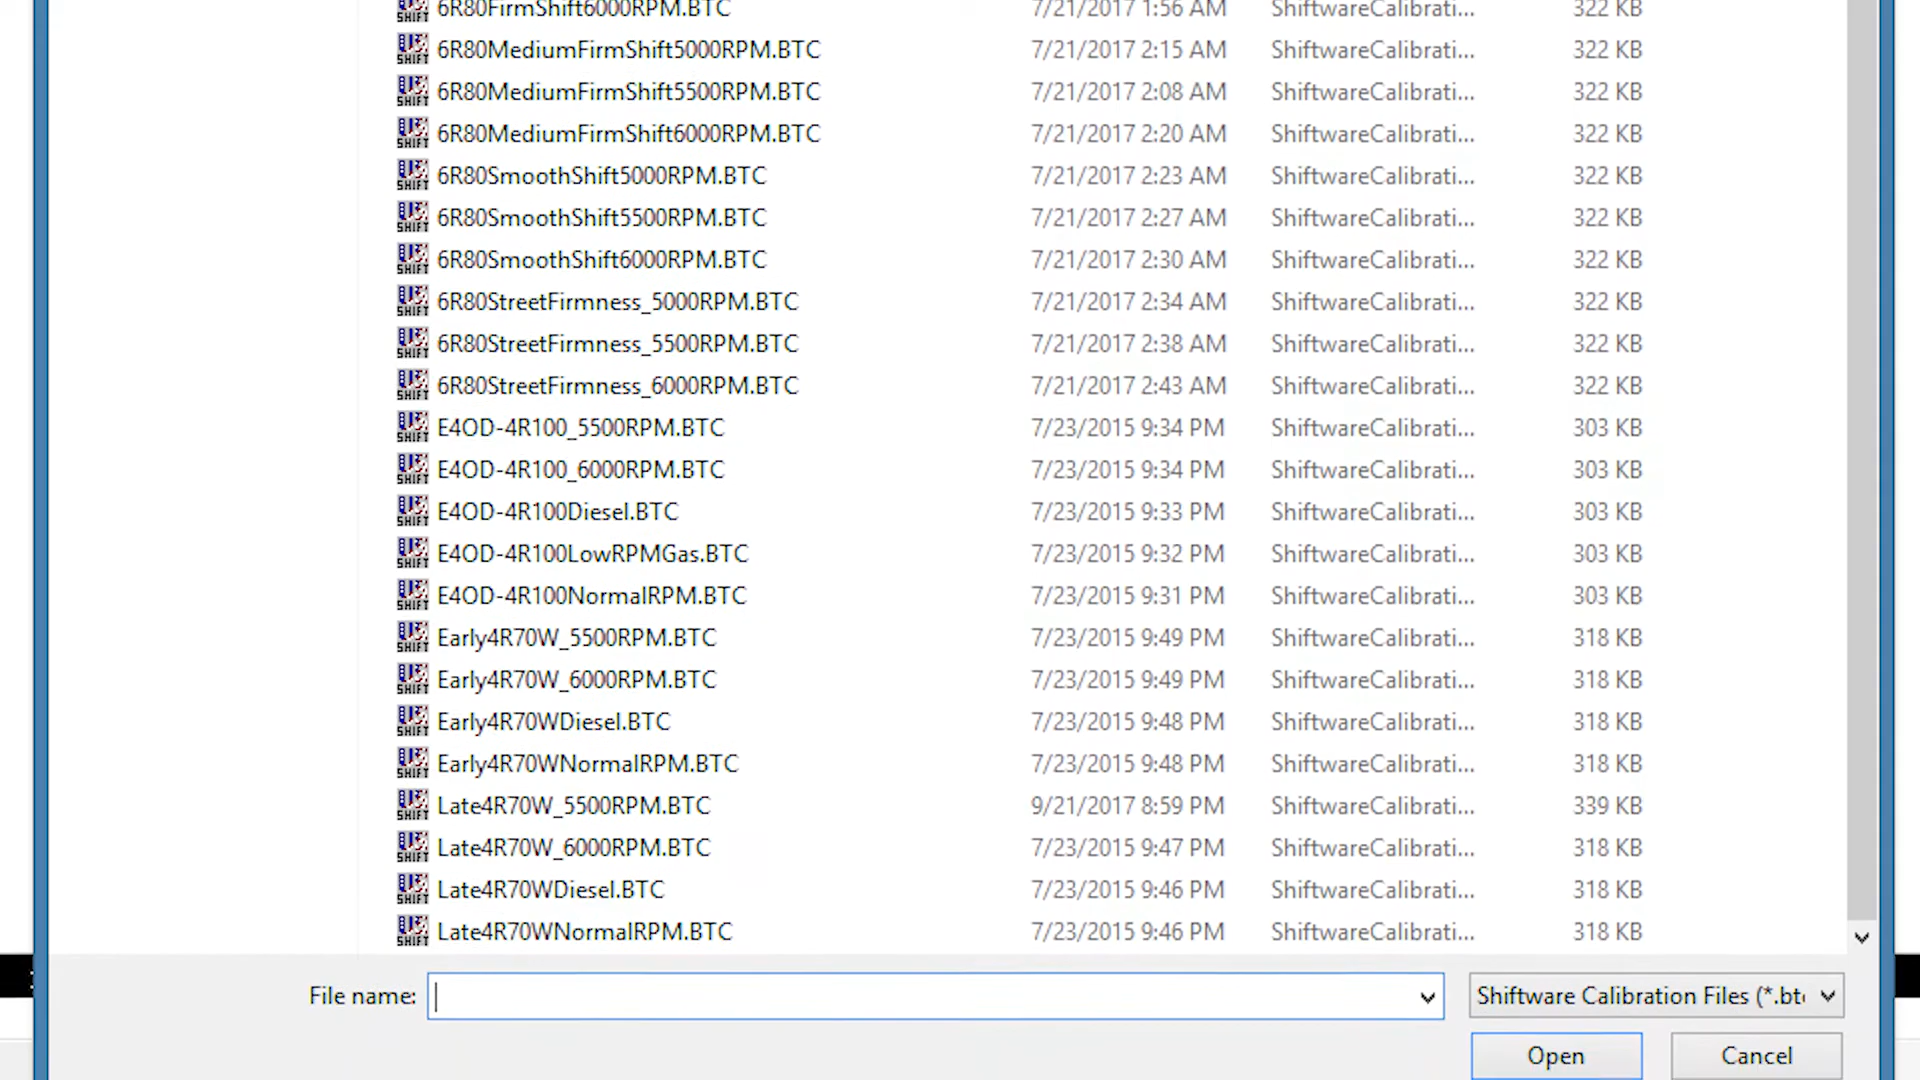 6R80FirmShift6000RPM.BTC 7/21/2017 1:56 AM ShiftwareCalibrati... 322 KB
6R80MediumFirmShift5000RPM.BTC 7/21/2017 2:15 AM ShiftwareCalibrati... 322 KB
6R80MediumFirmShift5500RPM.BTC 7/21/2017 2:08 AM ShiftwareCalibrati... 322 KB
6R80MediumFirmShift6000RPM.BTC 7/21/2017 2:20 AM ShiftwareCalibrati... 322 KB
6R80SmoothShift5000RPM.BTC 7/21/2017 2:23 AM ShiftwareCalibrati... 322 KB
6R80SmoothShift5500RPM.BTC 7/21/2017 2:27 AM ShiftwareCalibrati... 322 KB
6R80SmoothShift6000RPM.BTC 7/21/2017 2:30 AM ShiftwareCalibrati... 322 KB
6R80StreetFirmness_5000RPM.BTC 7/21/2017 2:34 AM ShiftwareCalibrati... 322 KB
6R80StreetFirmness_5500RPM.BTC 7/21/2017 2:38 AM ShiftwareCalibrati... 322 KB
6R80StreetFirmness_6000RPM.BTC 7/21/2017 2:43 AM ShiftwareCalibrati... 322 KB
E4OD-4R100_5500RPM.BTC 7/23/2015 9:34 PM ShiftwareCalibrati... 303 KB
E4OD-4R100_6000RPM.BTC 7/23/2015 9:34 PM ShiftwareCalibrati... 303 KB
E4OD-4R100Diesel.BTC 7/23/2015 9:33 PM ShiftwareCalibrati... 303 KB
E4OD-4R100LowRPMGas.BTC 7/23/2015 9:32 PM ShiftwareCalibrati... 303 KB
E4OD-4R100NormalRPM.BTC 7/23/2015 9:31 PM ShiftwareCalibrati... 303 KB
Early4R70W_5500RPM.BTC 7/23/2015 9:49 PM ShiftwareCalibrati... 318 KB
Early4R70W_6000RPM.BTC 7/23/2015 9:49 PM ShiftwareCalibrati... 318 KB
Early4R70WDiesel.BTC 7/23/2015 9:48 PM ShiftwareCalibrati... 318 KB
Early4R70WNormalRPM.BTC 7/23/2015 9:48 PM ShiftwareCalibrati... 318 KB
Late4R70W_5500RPM.BTC 9/21/2017 8:59 PM ShiftwareCalibrati... 339 KB
Late4R70W_6000RPM.BTC 7/23/2015 9:47 PM ShiftwareCalibrati... 318 KB
Late4R70WDiesel.BTC 7/23/2015 9:46 PM ShiftwareCalibrati... 318 KB
Late4R70WNormalRPM.BTC 7/23/2015 9:46 PM ShiftwareCalibrati... 318 KB
File name: Shiftware Calibration Files (*.bt
Open Cancel